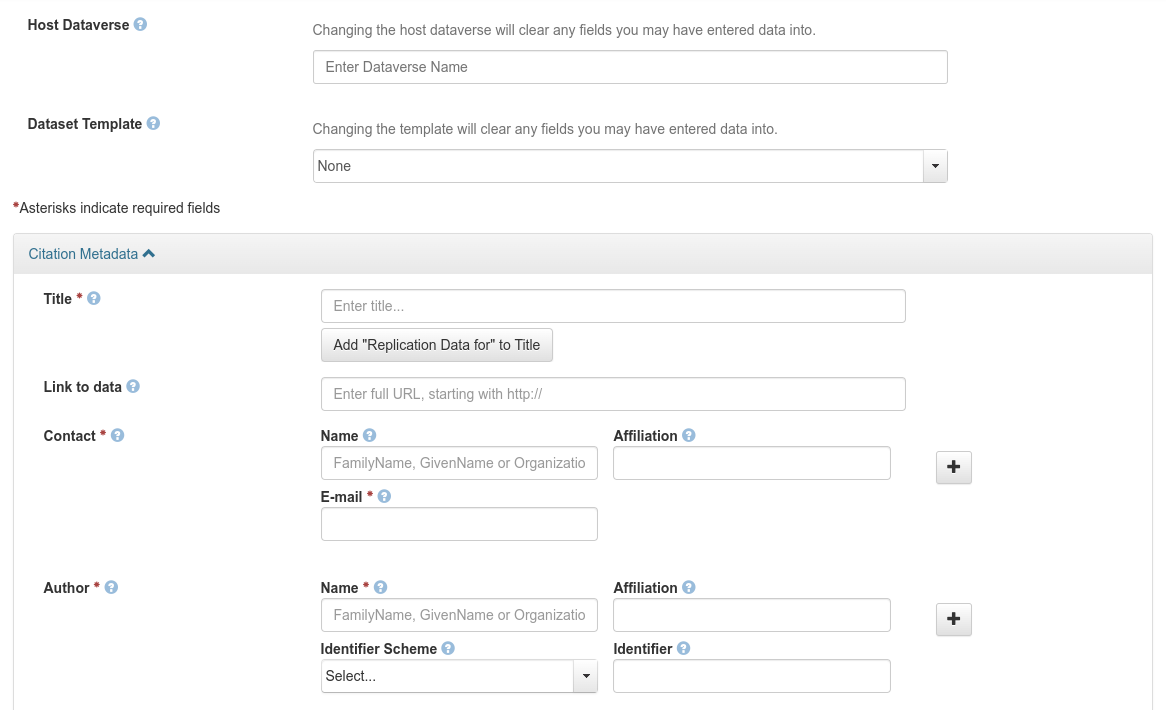 Host Dataverse
Changing the host dataverse will clear any fields you may have entered data into.
Enter Dataverse Name
Dataset Template
Changing the template will clear any fields you may have entered data into.
None
*Asterisks indicate required fields
Citation Metadata
Title *
Enter title...
Add "Replication Data for" to Title
Link to data
Enter full URL, starting with http://
Contact *
Name
Affiliation
FamilyName, GivenName or Organizatio
E-mail *
Author *
Name *
Affiliation
FamilyName, GivenName or Organizatio
Identifier Scheme
Identifier
Select...